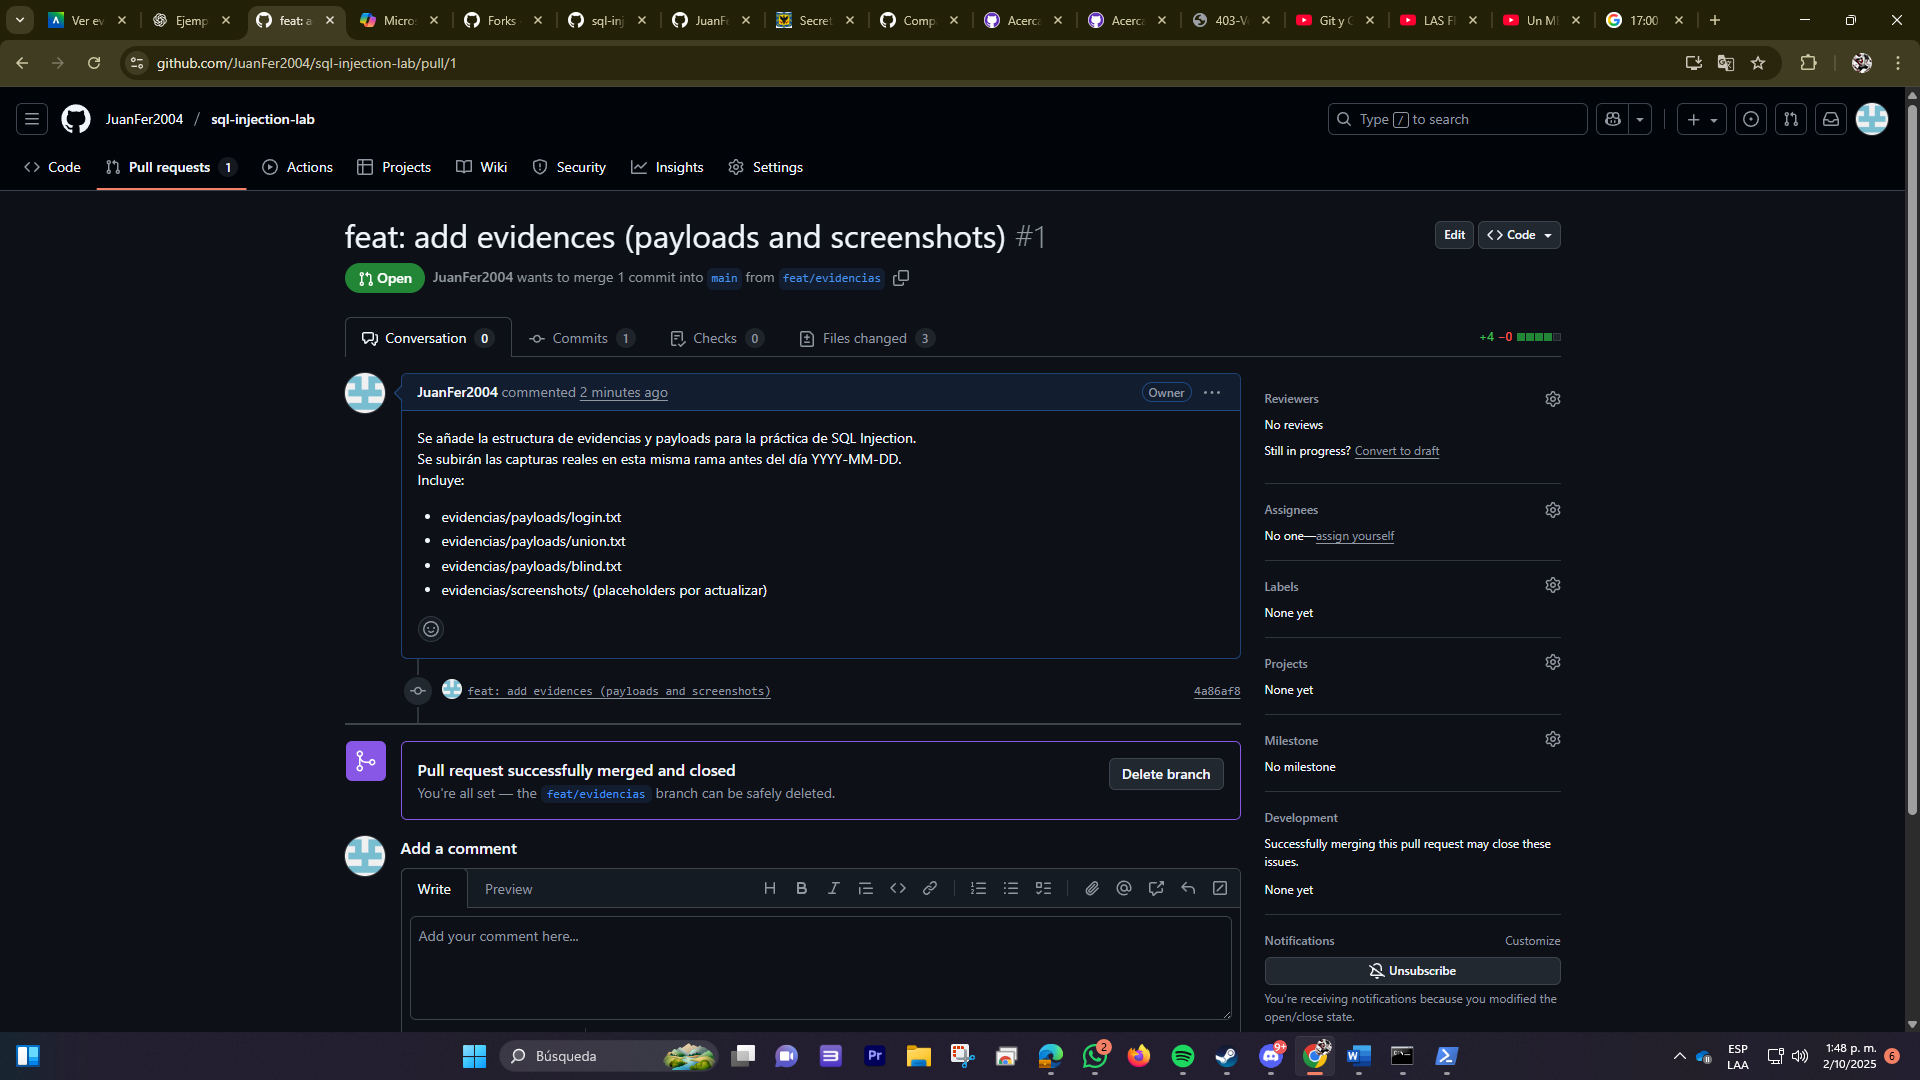 Ver ev
Ejemp
feat: a
Micros
Forks
sql-inj
JuanFe
Secret
Comp
Acerca
Acerca
403-Ve
Git y G
LAS F
Un M
17:00
github.com/JuanFer2004/sql-injection-lab/pull/1
JuanFer2004 / sql-injection-lab
Type / to search
Code
Pull requests 1
Actions
Projects
Wiki
Security
Insights
Settings
feat: add evidences (payloads and screenshots) #1
Edit
Code
Open
JuanFer2004 wants to merge 1 commit into main from feat/evidencias
Conversation 0
Commits 1
Checks 0
Files changed 3
+4 −0
JuanFer2004 commented 2 minutes ago
Owner
Se añade la estructura de evidencias y payloads para la práctica de SQL Injection.
Se subirán las capturas reales en esta misma rama antes del día YYYY-MM-DD.
Incluye:
• evidencias/payloads/login.txt
• evidencias/payloads/union.txt
• evidencias/payloads/blind.txt
• evidencias/screenshots/ (placeholders por actualizar)
feat: add evidences (payloads and screenshots)
4a86af8
Pull request successfully merged and closed
You're all set — the feat/evidencias branch can be safely deleted.
Delete branch
Add a comment
Write
Preview
Add your comment here...
Reviewers
No reviews
Still in progress? Convert to draft
Assignees
No one—assign yourself
Labels
None yet
Projects
None yet
Milestone
No milestone
Development
Successfully merging this pull request may close these
issues.
None yet
Notifications
Customize
Unsubscribe
You're receiving notifications because you modified the
open/close state.
Búsqueda
Pr
2
9+
ESP
LAA
1:48 p. m.
2/10/2025
6